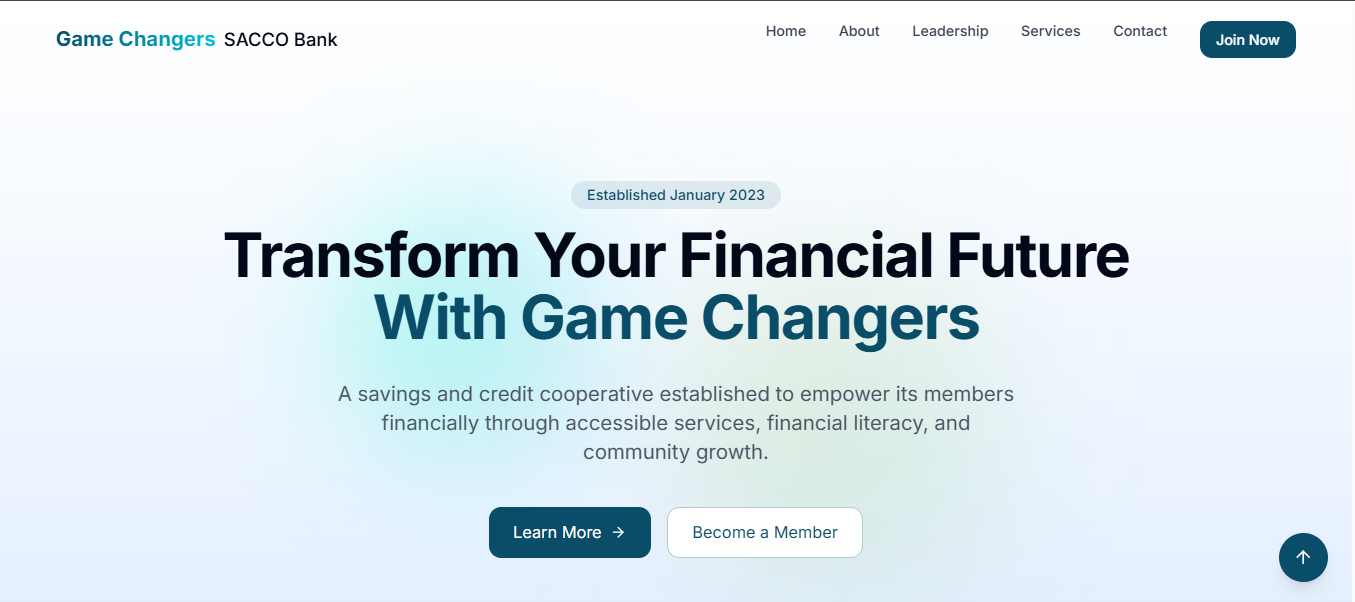 Game Changers SACCO Bank
Home About Leadership Services Contact Join Now
Established January 2023
Transform Your Financial Future
With Game Changers
A savings and credit cooperative established to empower its members
financially through accessible services, financial literacy, and
community growth.
Learn More → Become a Member